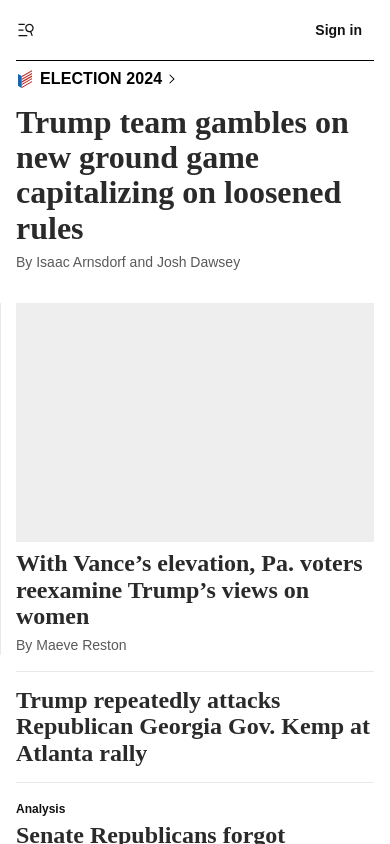 Sign in
ELECTION 2024
Trump team gambles on
new ground game
capitalizing on loosened
rules
By Isaac Arnsdorf and Josh Dawsey
With Vance’s elevation, Pa. voters
reexamine Trump’s views on
women
By Maeve Reston
Trump repeatedly attacks
Republican Georgia Gov. Kemp at
Atlanta rally
Analysis
Senate Republicans forgot